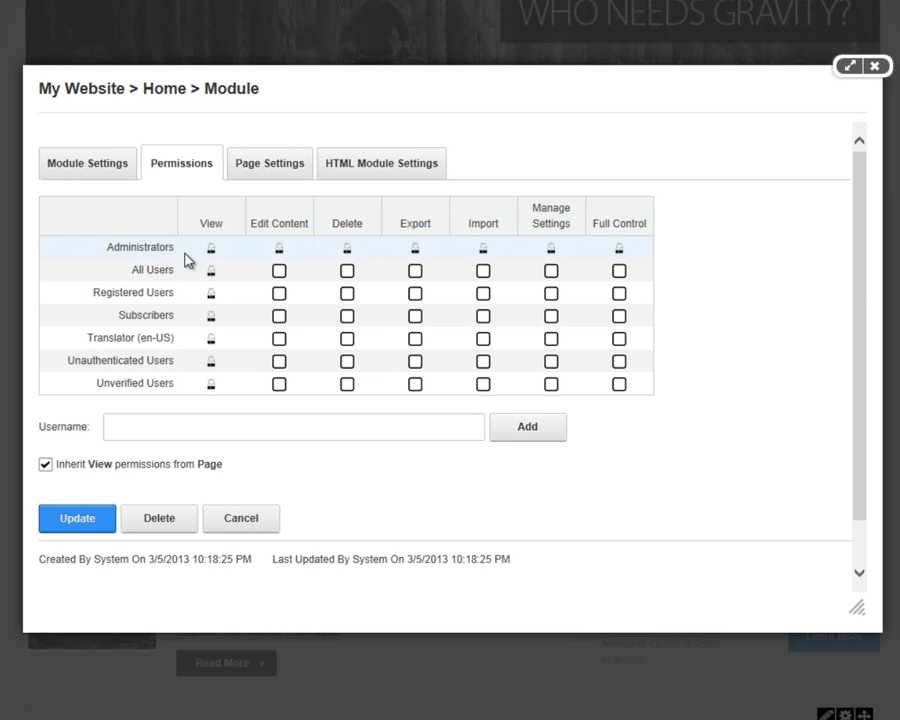 WHO NEEDS GRAVITY?
My Website > Home > Module
Module Settings
Permissions
Page Settings
HTML Module Settings
View
Edit Content
Delete
Export
Import
Manage
Settings
Full Control
Administrators
All Users
Registered Users
Subscribers
Translator (en-US)
Unauthenticated Users
Unverified Users
Username:
Add
Inherit View permissions from Page
Update
Delete
Cancel
Created By System On 3/5/2013 10:18:25 PM
Last Updated By System On 3/5/2013 10:18:25 PM
Learn More
Read More